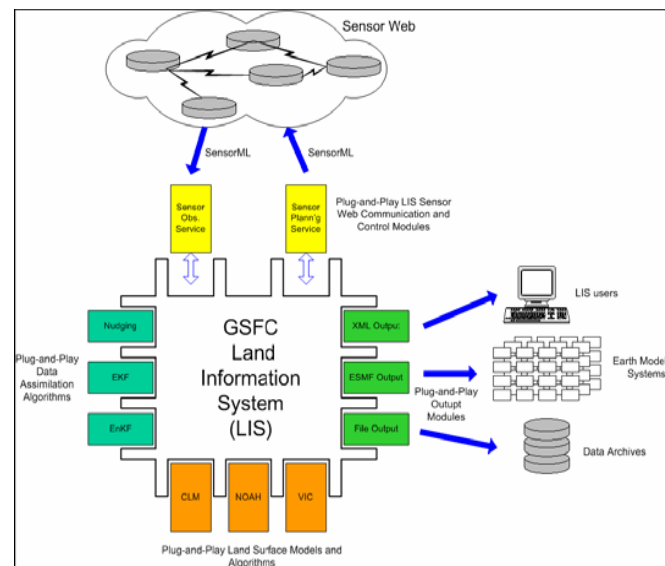 Sensor Web
SensorML
SensorML
Sensor
Obs.
Service
Sensor
Plann'g
Service
Plug-and-Play LIS Sensor
Web Communication and
Control Modules
GSFC
Land
Information
System
(LIS)
Nudging
EKF
EnKF
Plug-and-Play
Data
Assimilation
Algorithms
XML Outpu:
ESMF Output
File Output
Plug-and-Play
Outupt
Modules
LIS users
Earth Model
Systems
Data Archives
CLM
NOAH
VIC
Plug-and-Play Land Surface Models and
Algorithms